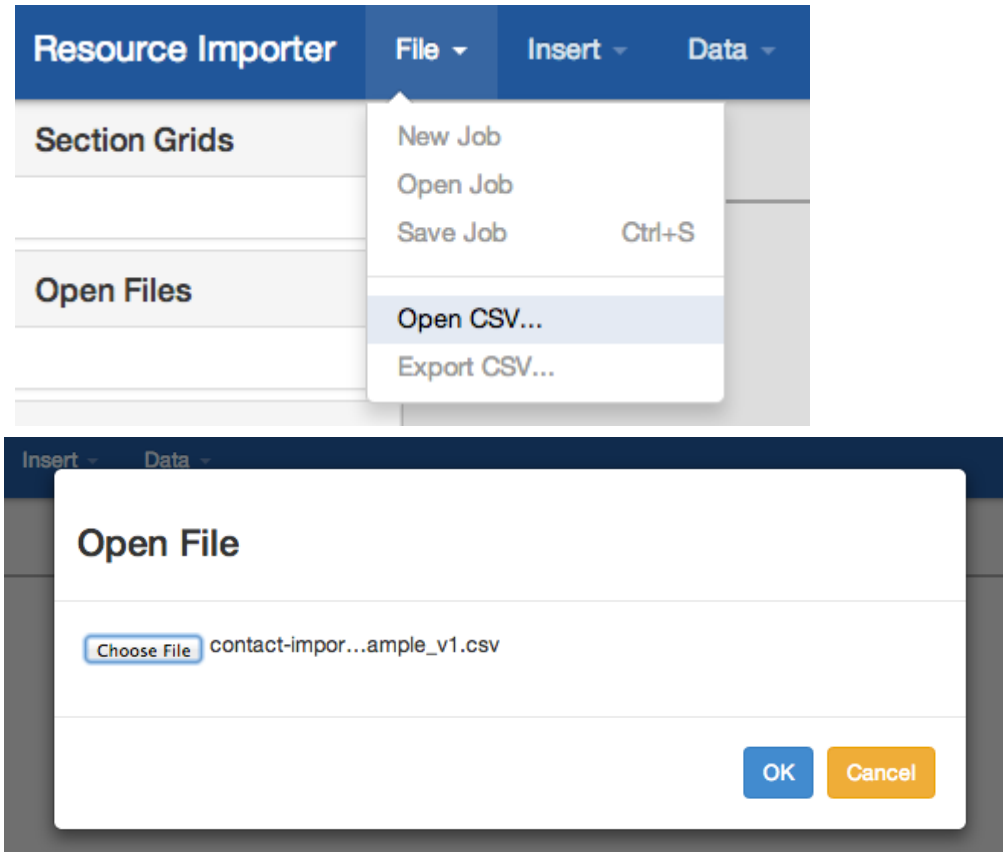 Resource Importer File Insert Data
Section Grids
New Job
Open Job
Save Job Ctrl+S
Open Files
Open CSV...
Export CSV...
Insert Data
Open File
Choose File contact-impor...ample_v1.csv
OK Cancel